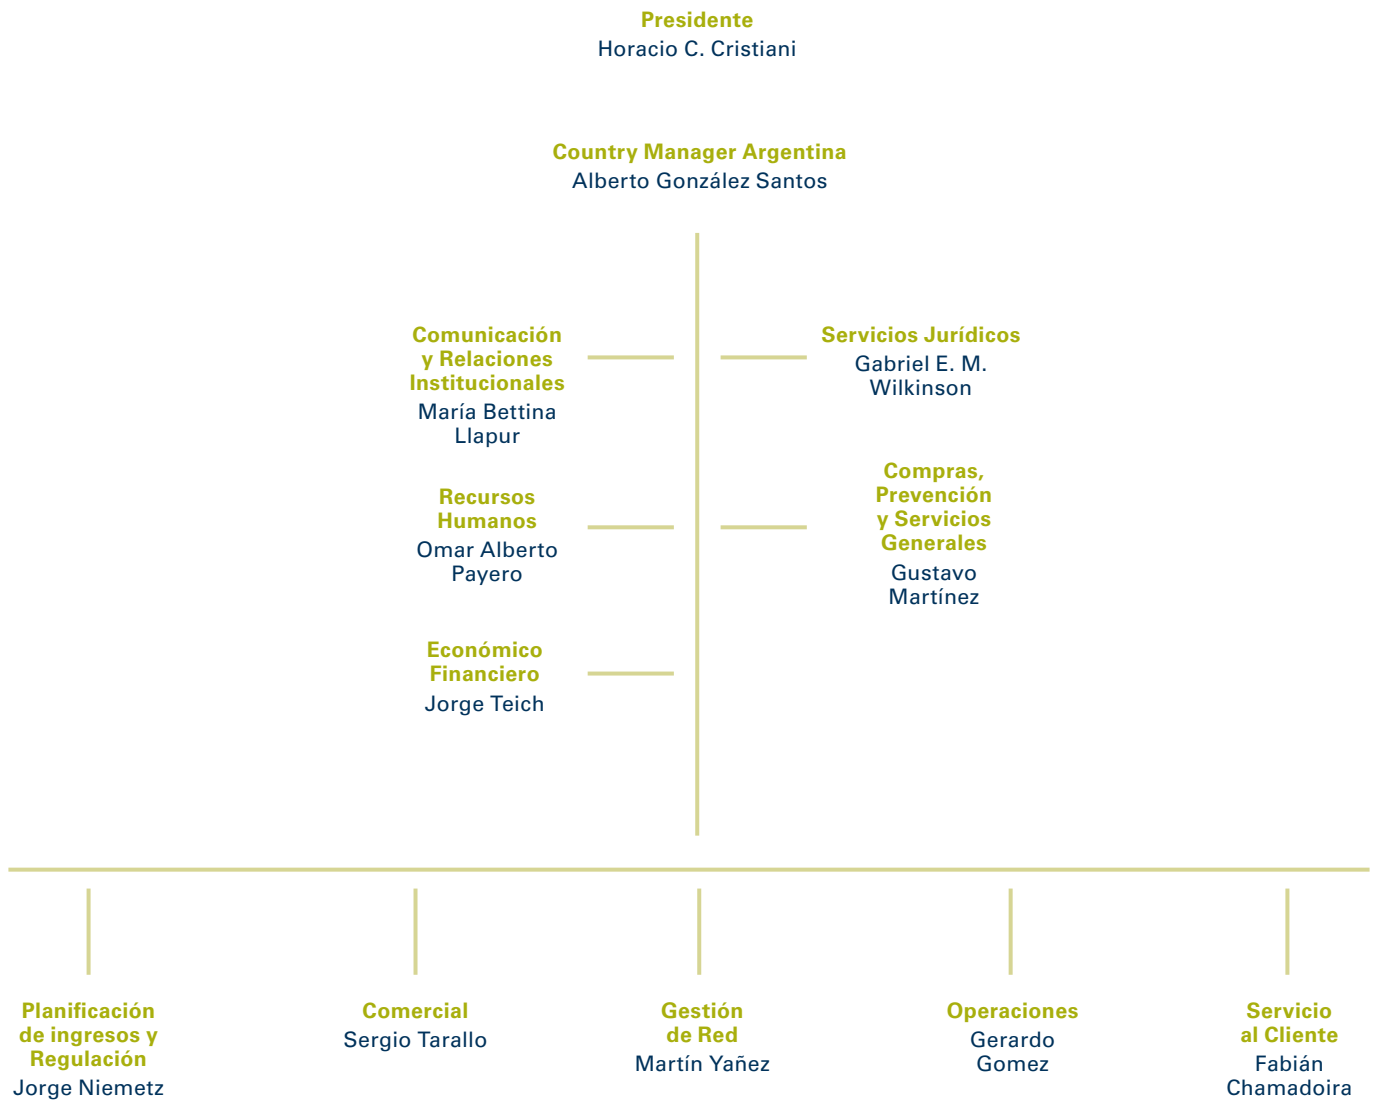 Presidente
Horacio C. Cristiani
Country Manager Argentina
Alberto González Santos
Comunicación
y Relaciones
Institucionales
María Bettina
Llapur
Servicios Jurídicos
Gabriel E. M.
Wilkinson
Recursos
Humanos
Omar Alberto
Payero
Compras,
Prevención
y Servicios
Generales
Gustavo
Martínez
Económico
Financiero
Jorge Teich
Planificación
de ingresos y
Regulación
Jorge Niemetz
Comercial
Sergio Tarallo
Gestión
de Red
Martín Yañez
Operaciones
Gerardo
Gomez
Servicio
al Cliente
Fabián
Chamadoira